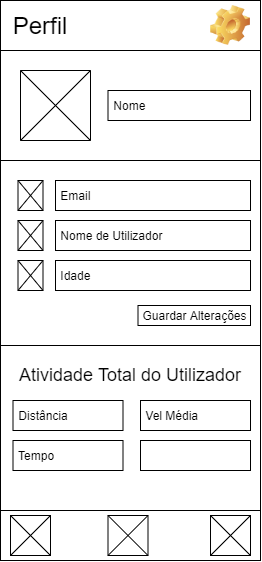 Perfil
Nome
Email
Nome de Utilizador
Idade
Guardar Alterações
Atividade Total do Utilizador
Distância
Vel Média
Tempo